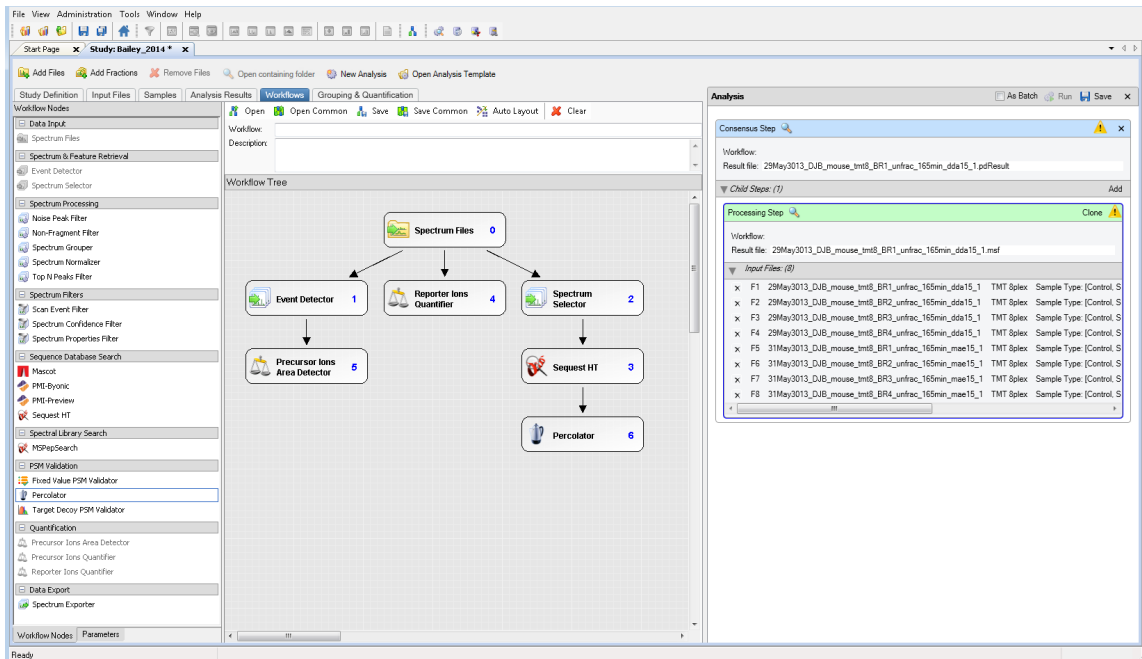 File View Administration Tools Window Help
Start Page x Study: Bailey_2014 * x
Add Files Add Fractions Remove Files Open containing folder New Analysis Open Analysis Template
Study Definition Input Files Samples Analysis Results Workflows Grouping & Quantification
Workflow Nodes
Data Input
Spectrum Files
Spectrum & Feature Retrieval
Event Detector
Spectrum Selector
Spectrum Processing
Noise Peak Filter
Non-Fragment Filter
Spectrum Grouper
Spectrum Normalizer
Top N Peaks Filter
Spectrum Filters
Scan Event Filter
Spectrum Confidence Filter
Spectrum Properties Filter
Sequence Database Search
Mascot
PMI-Byonic
PMI-Preview
Sequest HT
Spectral Library Search
MSPepSearch
PSM Validation
Fixed Value PSM Validator
Percolator
Target Decoy PSM Validator
Quantification
Precursor Ions Area Detector
Precursor Ions Quantifier
Reporter Ions Quantifier
Data Export
Spectrum Exporter
Workflow Nodes Parameters
Ready
Open Open Common Save Save Common Auto Layout Clear
Workflow:
Description:
Workflow Tree
Spectrum Files 0
Event Detector 1
Reporter Ions
Quantifier 4
Spectrum
Selector 2
Precursor Ions
Area Detector 5
Sequest HT 3
Percolator 6
Analysis As Batch Run Save x
Consensus Step x
Workflow:
Result file: 29May3013_DJB_mouse_tmt8_BR1_unfrac_165min_dda15_1.pdResult
Child Steps: (1) Add
Processing Step Clone
Workflow:
Result file: 29May3013_DJB_mouse_tmt8_BR1_unfrac_165min_dda15_1.msf
Input Files: (8)
x F1 29May3013_DJB_mouse_tmt8_BR1_unfrac_165min_dda15_1 TMT 8plex Sample Type: [Control, S
x F2 29May3013_DJB_mouse_tmt8_BR2_unfrac_165min_dda15_1 TMT 8plex Sample Type: [Control, S
x F3 29May3013_DJB_mouse_tmt8_BR3_unfrac_165min_dda15_1 TMT 8plex Sample Type: [Control, S
x F4 29May3013_DJB_mouse_tmt8_BR4_unfrac_165min_dda15_1 TMT 8plex Sample Type: [Control, S
x F5 31May3013_DJB_mouse_tmt8_BR1_unfrac_165min_mae15_1 TMT 8plex Sample Type: [Control, S
x F6 31May3013_DJB_mouse_tmt8_BR2_unfrac_165min_mae15_1 TMT 8plex Sample Type: [Control, S
x F7 31May3013_DJB_mouse_tmt8_BR3_unfrac_165min_mae15_1 TMT 8plex Sample Type: [Control, S
x F8 31May3013_DJB_mouse_tmt8_BR4_unfrac_165min_mae15_1 TMT 8plex Sample Type: [Control, S